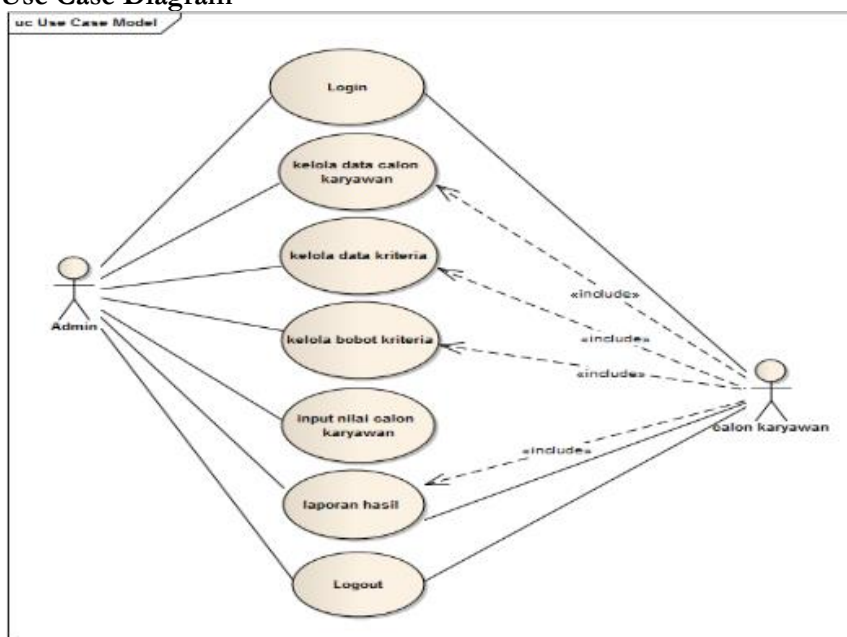 Use Case Diagram
uc Use Case Model
Login
kelola data calon
karyawan
kelola data kriteria
«include»
Admin
kelola bobot kriteria
«include»
«include»
input nilai calon
karyawan
calon karyawan
«include»
laporan hasil
Logout